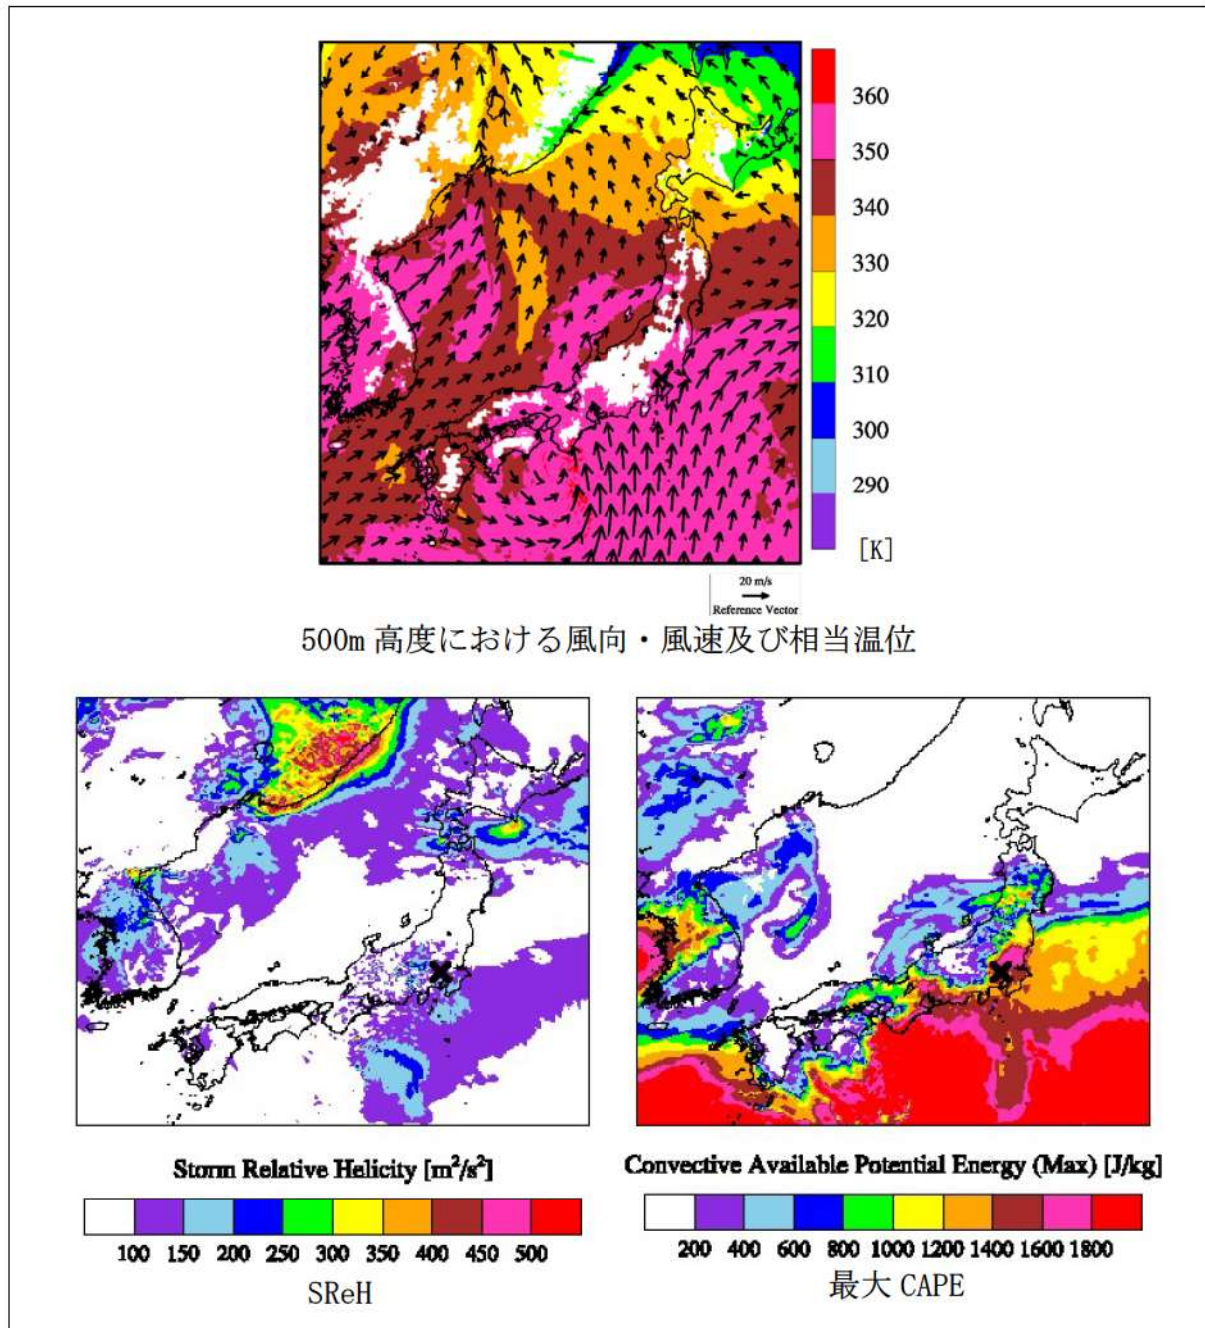 360
350
340
330
320
310
300
290
[K]
20 m/s
Reference Vector
500m 高度における風向・風速及び相当温位
Storm Relative Helicity [m²/s²]
100 150 200 250 300 350 400 450 500
SReH
Convective Available Potential Energy (Max) [J/kg]
200 400 600 800 1000 1200 1400 1600 1800
最大 CAPE